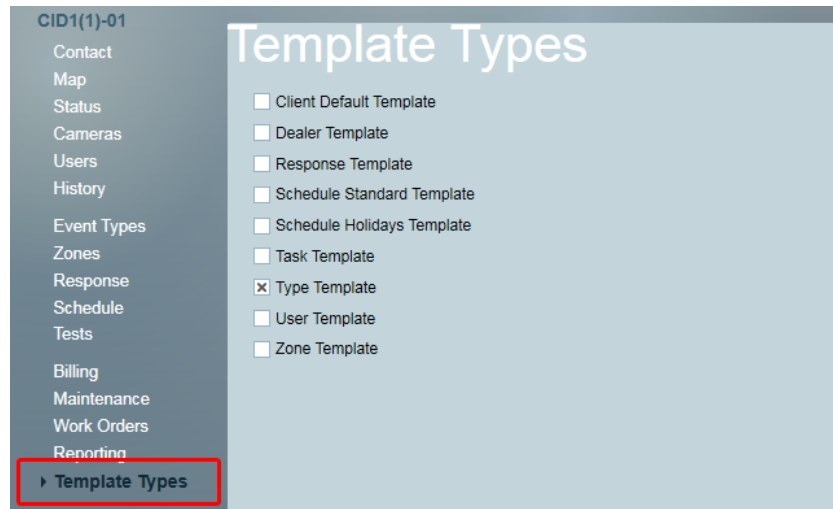 CID1(1)-01
Contact
Map
Status
Cameras
Users
History
Event Types
Zones
Response
Schedule
Tests
Billing
Maintenance
Work Orders
Reporting
Template Types
Template Types
Client Default Template
Dealer Template
Response Template
Schedule Standard Template
Schedule Holidays Template
Task Template
Type Template
User Template
Zone Template